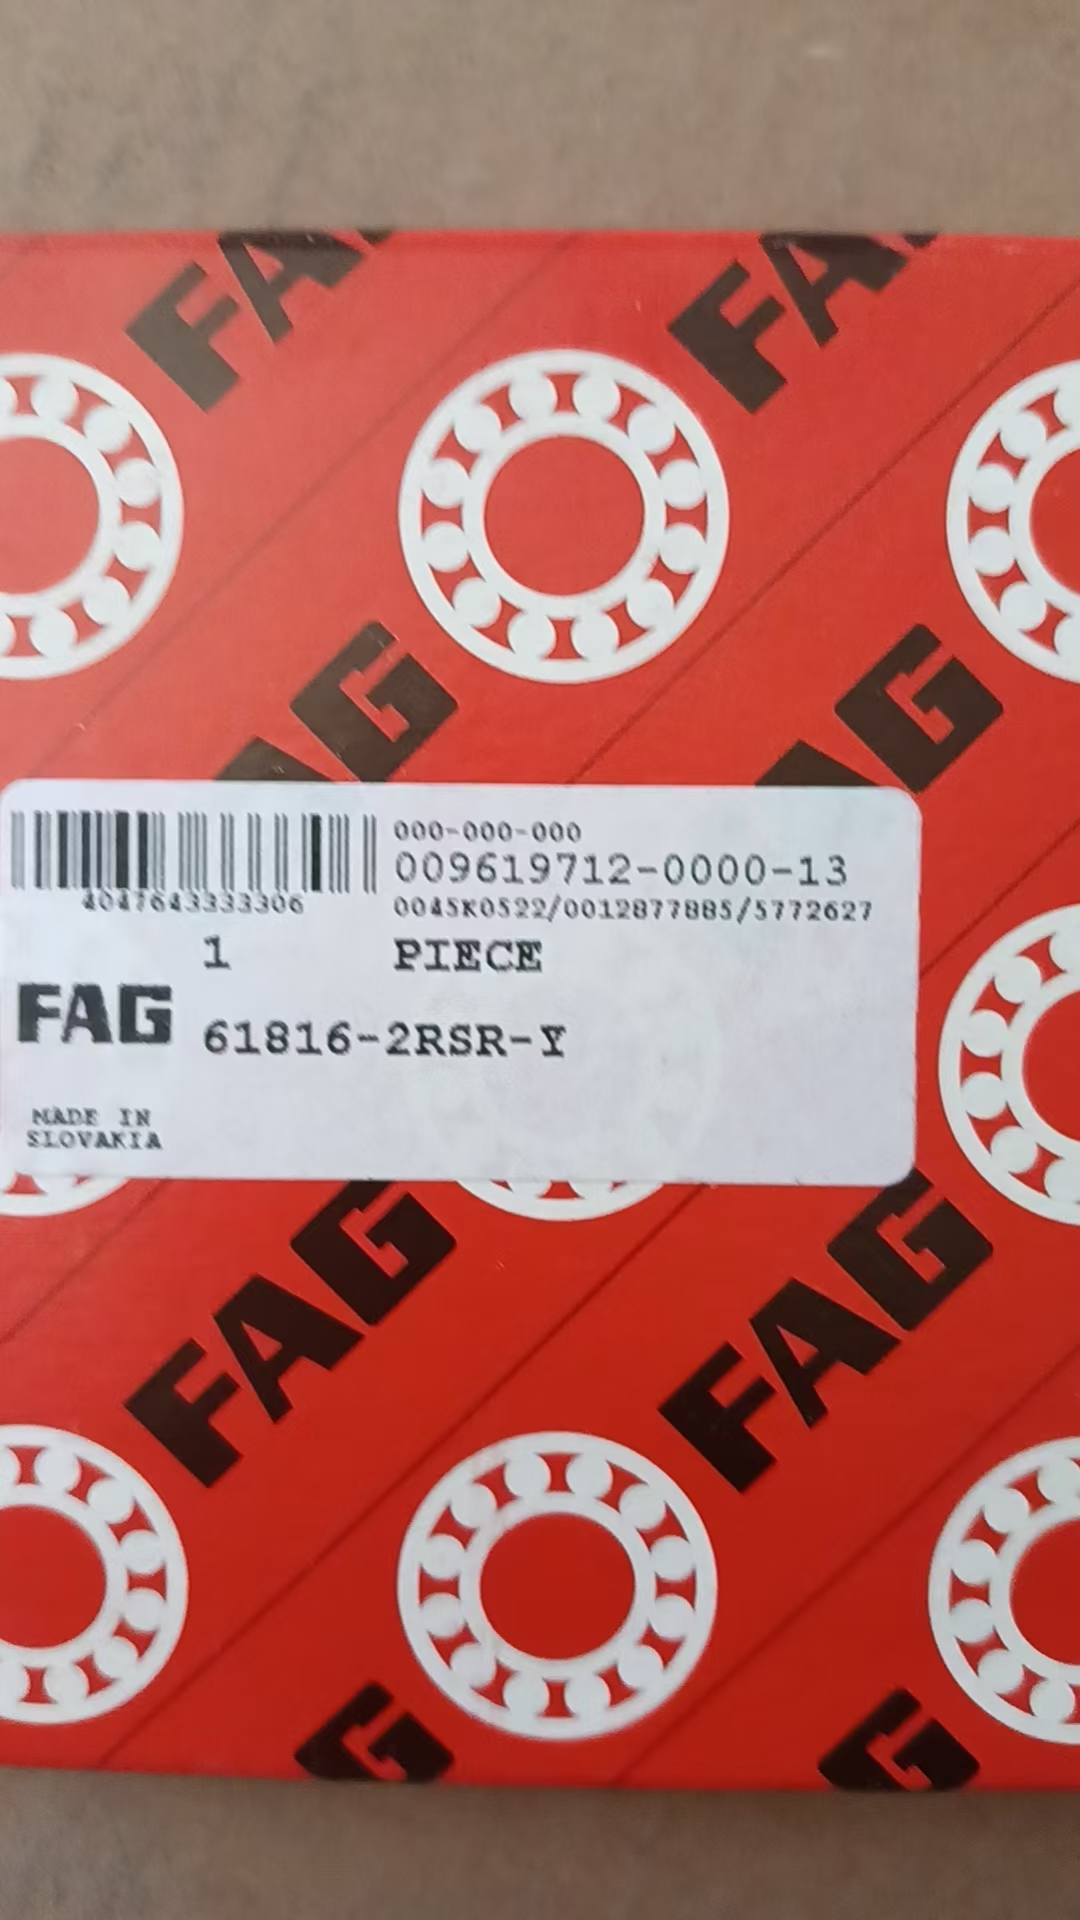 FAG
FAG
FAG
FAG
000-000-000
009619712-0000-13
4047643333306
0045K0522/0012877885/5772627
1 PIECE
FAG 61816-2RSR-Y
MADE IN
SLOVAKIA
FAG
FAG
G
G